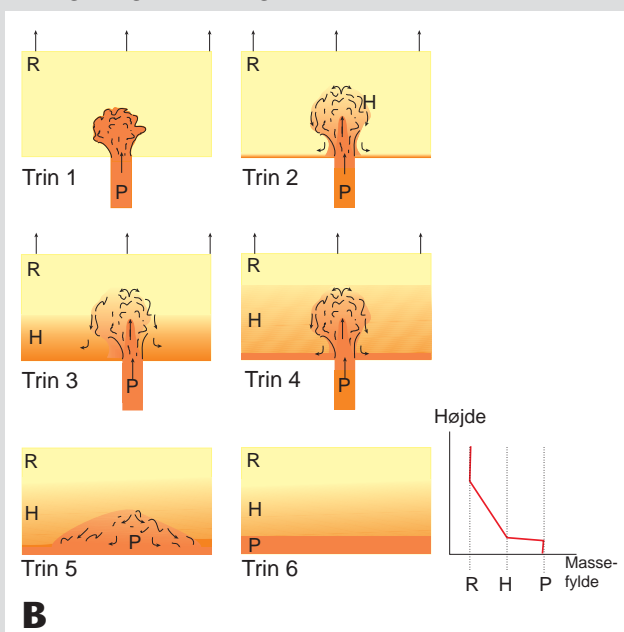 R
P
Trin 1
R
H
Trin 2
P
R
H
Trin 3
P
R
H
Trin 4
P
R
H
P
Trin 5
R
H
P
Trin 6
Højde
R H P
Masse-
fylde
B